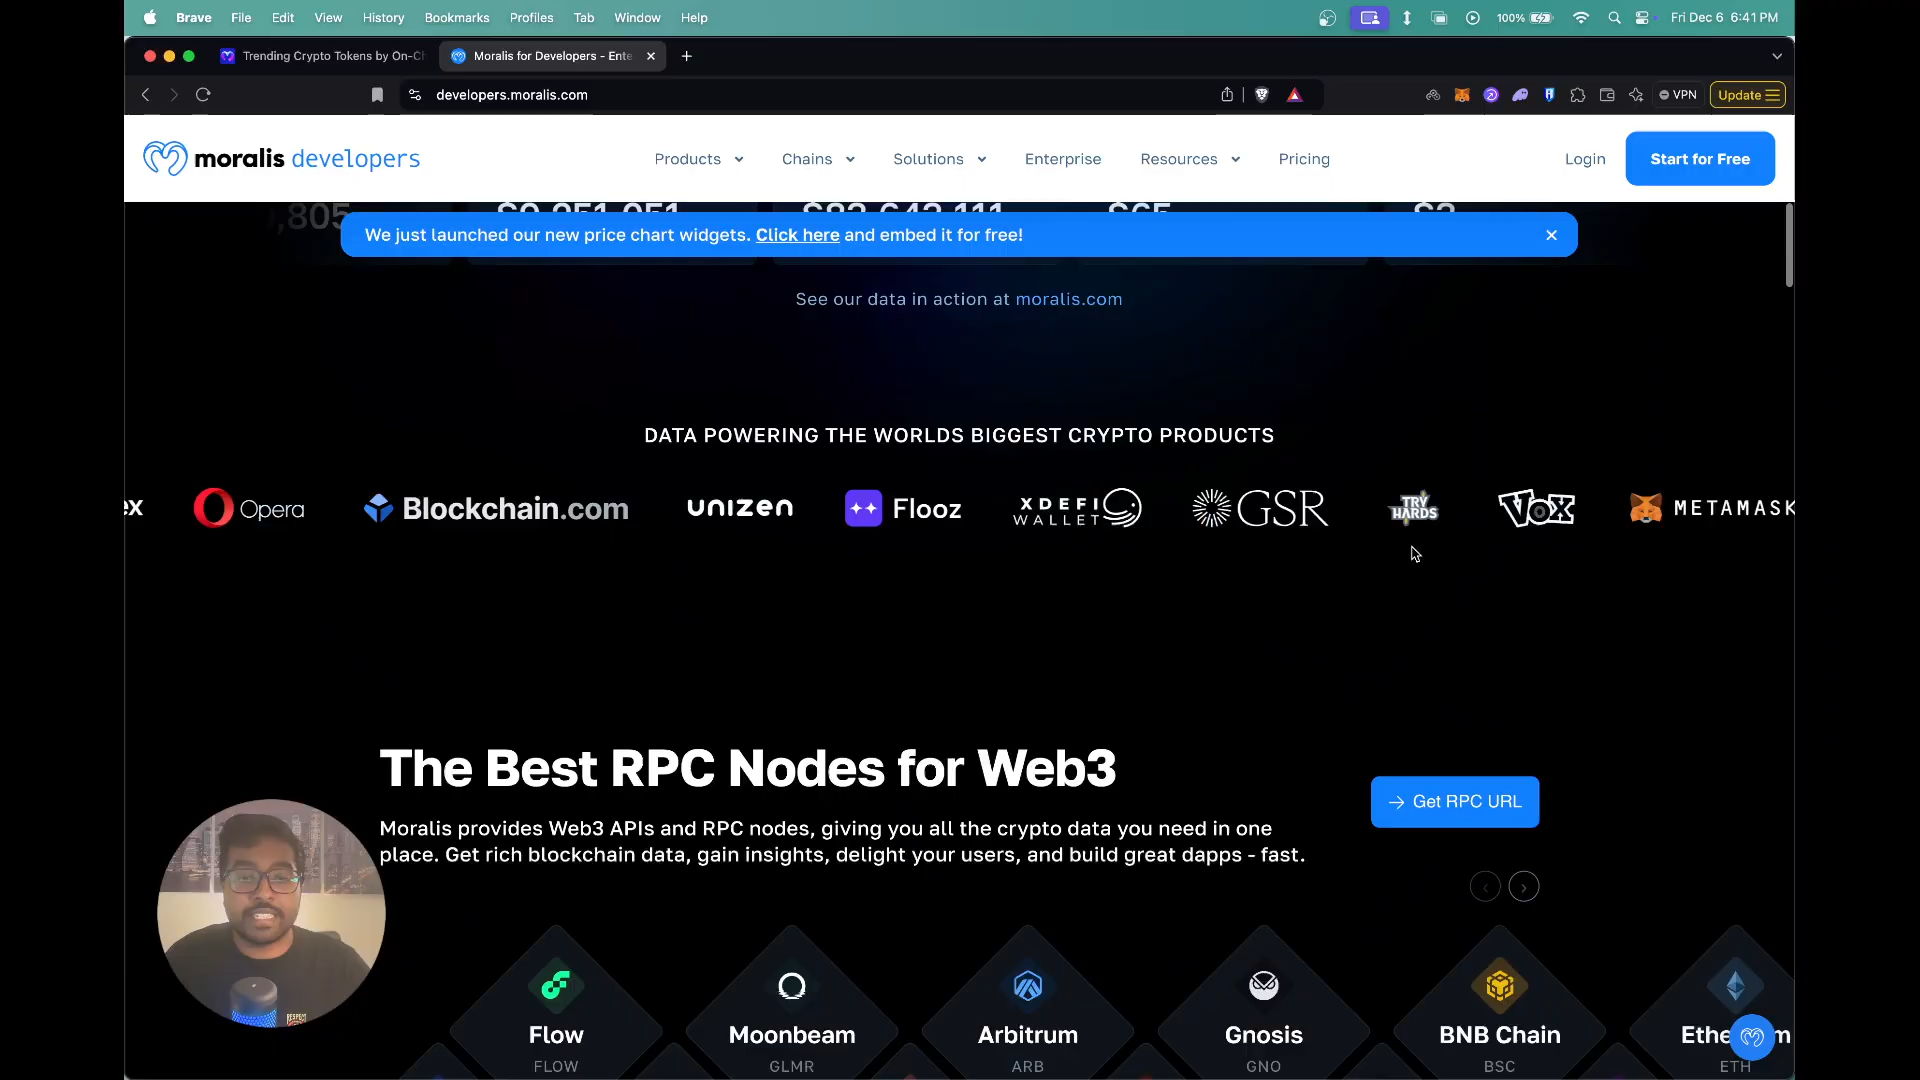 Brave File Edit View History Bookmarks Profiles Tab Window Help 100% Fri Dec 6 6:41 PM
Trending Crypto Tokens by On-Ch Moralis for Developers - Ente
developers.moralis.com VPN Update
moralis developers Products Chains Solutions Enterprise Resources Pricing Login Start for Free
,805
We just launched our new price chart widgets. Click here and embed it for free!
See our data in action at moralis.com
DATA POWERING THE WORLDS BIGGEST CRYPTO PRODUCTS
ex Opera Blockchain.com unizen Flooz XDEFI WALLET GSR TRY HARDS VOX METAMASK
The Best RPC Nodes for Web3
Get RPC URL
Moralis provides Web3 APIs and RPC nodes, giving you all the crypto data you need in one
place. Get rich blockchain data, gain insights, delight your users, and build great dapps - fast.
Flow Moonbeam Arbitrum Gnosis BNB Chain Ethe m
FLOW GLMR ARB GNO BSC ETH